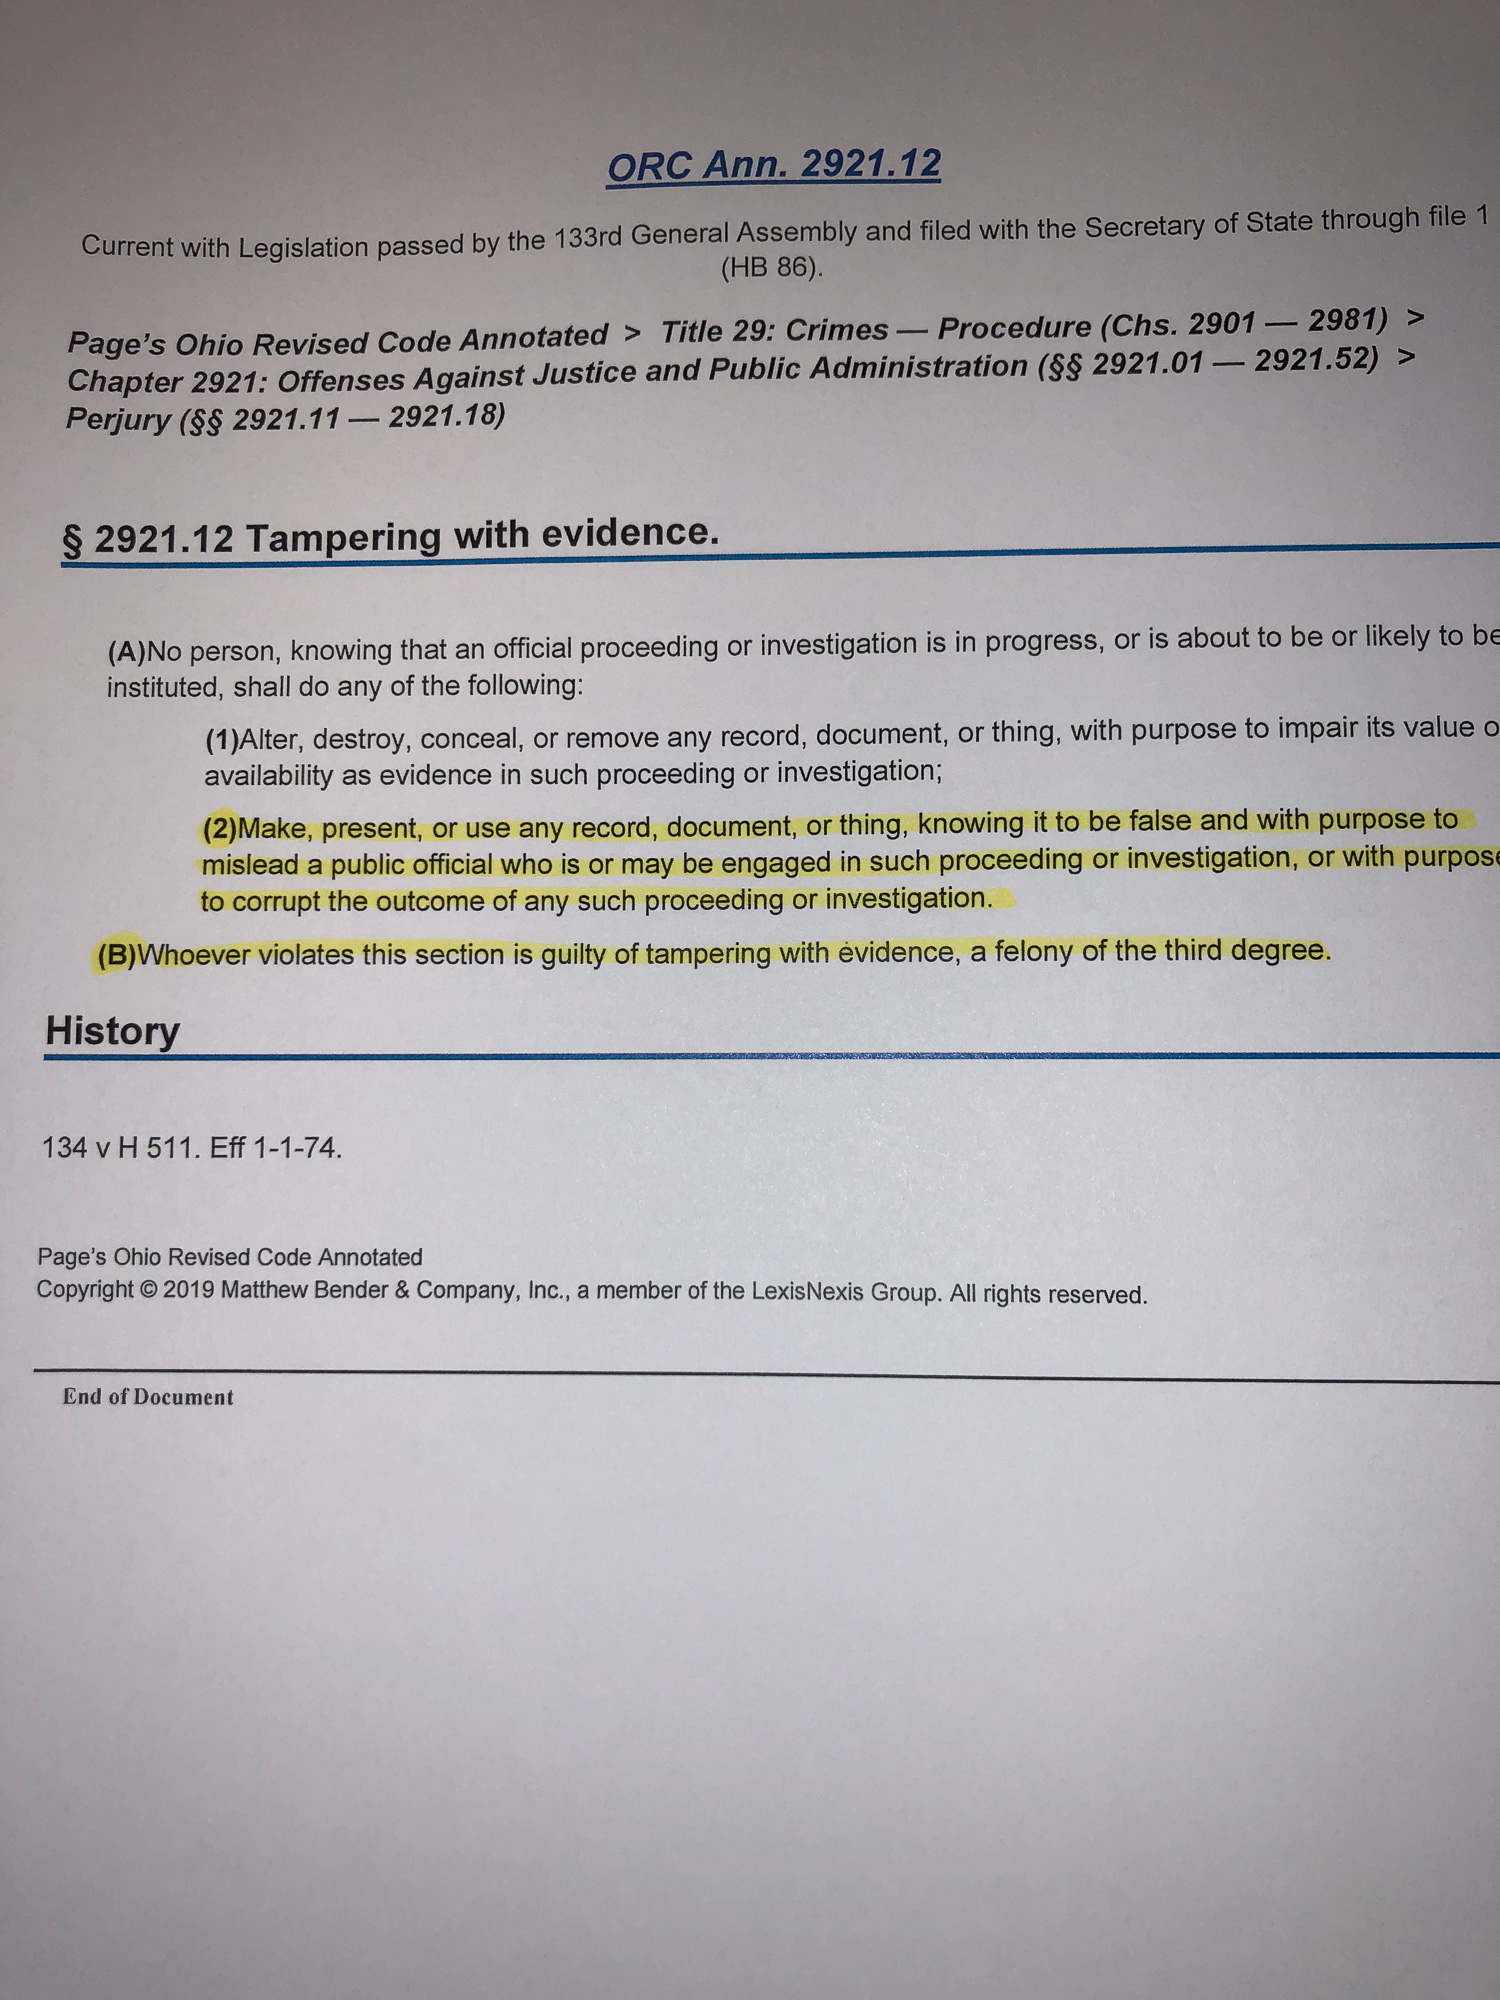 ORC Ann. 2921.12
Current with Legislation passed by the 133rd General Assembly and filed with the Secretary of State through file 1
(HB 86).
Page's Ohio Revised Code Annotated > Title 29: Crimes — Procedure (Chs. 2901 — 2981) >
Chapter 2921: Offenses Against Justice and Public Administration (§§ 2921.01 — 2921.52) >
Perjury (§§ 2921.11 — 2921.18)
§ 2921.12 Tampering with evidence.
(A)No person, knowing that an official proceeding or investigation is in progress, or is about to be or likely to be
instituted, shall do any of the following:
(1)Alter, destroy, conceal, or remove any record, document, or thing, with purpose to impair its value o
availability as evidence in such proceeding or investigation;
(2)Make, present, or use any record, document, or thing, knowing it to be false and with purpose to
mislead a public official who is or may be engaged in such proceeding or investigation, or with purpose
to corrupt the outcome of any such proceeding or investigation.
(B)Whoever violates this section is guilty of tampering with evidence, a felony of the third degree.
History
134 v H 511. Eff 1-1-74.
Page's Ohio Revised Code Annotated
Copyright © 2019 Matthew Bender & Company, Inc., a member of the LexisNexis Group. All rights reserved.
End of Document